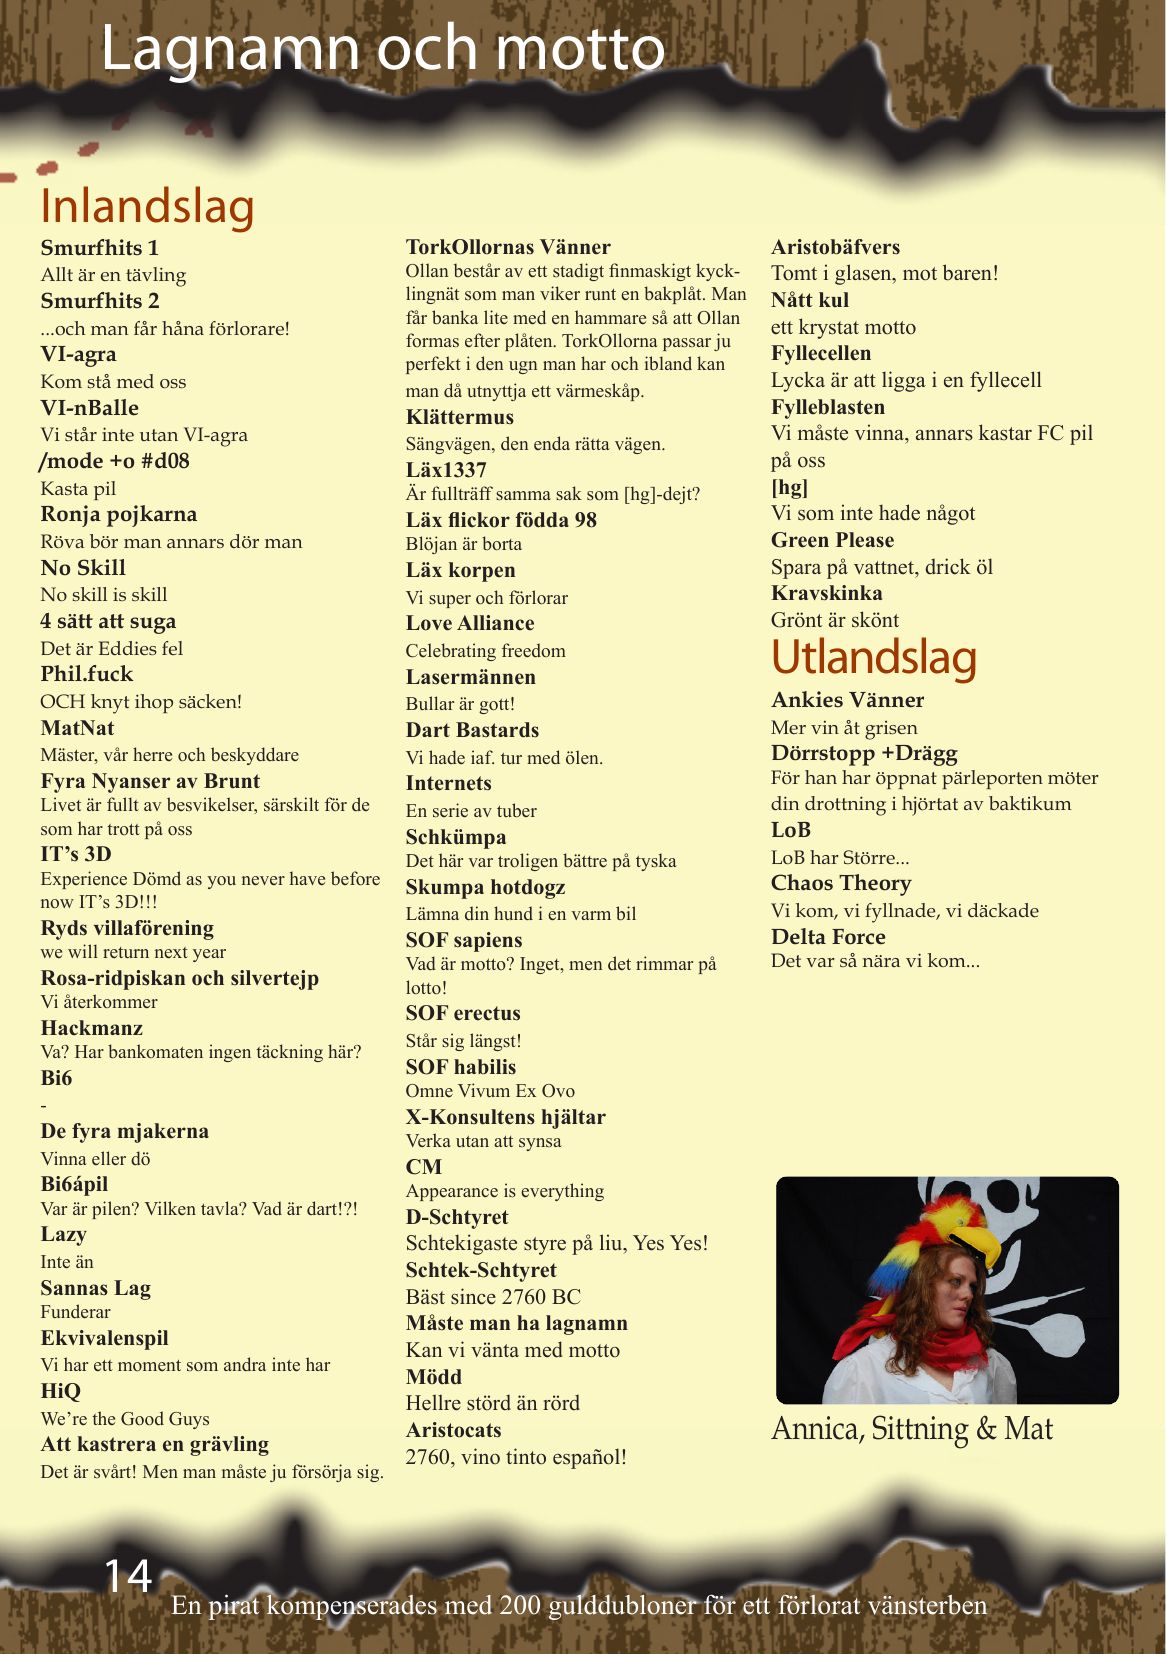 Lagnamn och motto
Inlandslag
Smurfhits 1
Allt är en tävling
Smurfhits 2
...och man får håna förlorare!
VI-agra
Kom stå med oss
VI-nBalle
Vi står inte utan VI-agra
/mode +o #d08
Kasta pil
Ronja pojkarna
Röva bör man annars dör man
No Skill
No skill is skill
4 sätt att suga
Det är Eddies fel
Phil.fuck
OCH knyt ihop säcken!
MatNat
Mäster, vår herre och beskyddare
Fyra Nyanser av Brunt
Livet är fullt av besvikelser, särskilt för de
som har trott på oss
IT’s 3D
Experience Dömd as you never have before
now IT’s 3D!!!
Ryds villaförening
we will return next year
Rosa-ridpiskan och silvertejp
Vi återkommer
Hackmanz
Va? Har bankomaten ingen täckning här?
Bi6
-
De fyra mjakerna
Vinna eller dö
Bi6ápil
Var är pilen? Vilken tavla? Vad är dart!?!
Lazy
Inte än
Sannas Lag
Funderar
Ekvivalenspil
Vi har ett moment som andra inte har
HiQ
We’re the Good Guys
Att kastrera en grävling
Det är svårt! Men man måste ju försörja sig.
TorkOllornas Vänner
Ollan består av ett stadigt finmaskigt kyck-
lingnät som man viker runt en bakplåt. Man
får banka lite med en hammare så att Ollan
formas efter plåten. TorkOllorna passar ju
perfekt i den ugn man har och ibland kan
man då utnyttja ett värmeskåp.
Klättermus
Sängvägen, den enda rätta vägen.
Läx1337
Är fullträff samma sak som [hg]-dejt?
Läx flickor födda 98
Blöjan är borta
Läx korpen
Vi super och förlorar
Love Alliance
Celebrating freedom
Lasermännen
Bullar är gott!
Dart Bastards
Vi hade iaf. tur med ölen.
Internets
En serie av tuber
Schkümpa
Det här var troligen bättre på tyska
Skumpa hotdogz
Lämna din hund i en varm bil
SOF sapiens
Vad är motto? Inget, men det rimmar på
lotto!
SOF erectus
Står sig längst!
SOF habilis
Omne Vivum Ex Ovo
X-Konsultens hjältar
Verka utan att synsa
CM
Appearance is everything
D-Schtyret
Schtekigaste styre på liu, Yes Yes!
Schtek-Schtyret
Bäst since 2760 BC
Måste man ha lagnamn
Kan vi vänta med motto
Mödd
Hellre störd än rörd
Aristocats
2760, vino tinto español!
Aristobäfvers
Tomt i glasen, mot baren!
Nått kul
ett krystat motto
Fyllecellen
Lycka är att ligga i en fyllecell
Fylleblasten
Vi måste vinna, annars kastar FC pil
på oss
[hg]
Vi som inte hade något
Green Please
Spara på vattnet, drick öl
Kravskinka
Grönt är skönt
Utlandslag
Ankies Vänner
Mer vin åt grisen
Dörrstopp +Drägg
För han har öppnat pärleporten möter
din drottning i hjörtat av baktikum
LoB
LoB har Större...
Chaos Theory
Vi kom, vi fyllnade, vi däckade
Delta Force
Det var så nära vi kom...
Annica, Sittning & Mat
14
En pirat kompenserades med 200 gulddubloner för ett förlorat vänsterben